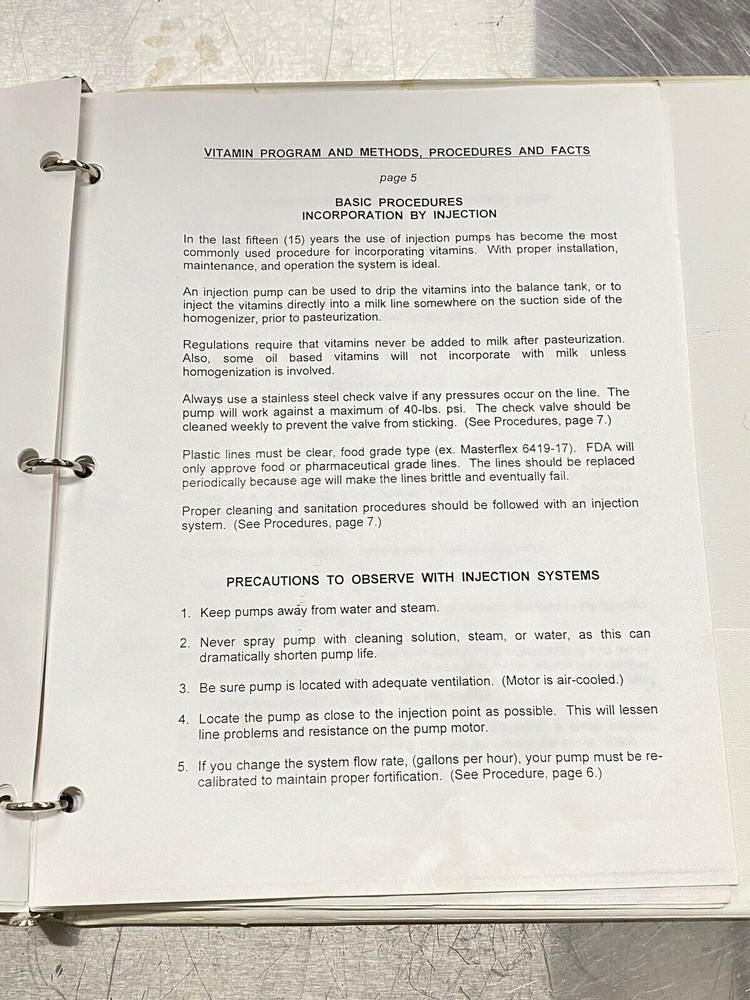 VITAMIN PROGRAM AND METHODS, PROCEDURES AND FACTS
page 5
BASIC PROCEDURES
INCORPORATION BY INJECTION
In the last fifteen (15) years the use of injection pumps has become the most
commonly used procedure for incorporating vitamins. With proper installation,
maintenance, and operation the system is ideal.
An injection pump can be used to drip the vitamins into the balance tank, or to
inject the vitamins directly into a milk line somewhere on the suction side of the
homogenizer, prior to pasteurization.
Regulations require that vitamins never be added to milk after pasteurization.
Also, some oil based vitamins will not incorporate with milk unless
homogenization is involved.
Always use a stainless steel check valve if any pressures occur on the line. The
pump will work against a maximum of 40-lbs. psi. The check valve should be
cleaned weekly to prevent the valve from sticking. (See Procedures, page 7.)
Plastic lines must be clear, food grade type (ex. Masterflex 6419-17). FDA will
only approve food or pharmaceutical grade lines. The lines should be replaced
periodically because age will make the lines brittle and eventually fail.
Proper cleaning and sanitation procedures should be followed with an injection
system. (See Procedures, page 7.)
PRECAUTIONS TO OBSERVE WITH INJECTION SYSTEMS
1. Keep pumps away from water and steam.
2. Never spray pump with cleaning solution, steam, or water, as this can
dramatically shorten pump life.
3. Be sure pump is located with adequate ventilation. (Motor is air-cooled.)
4. Locate the pump as close to the injection point as possible. This will lessen
line problems and resistance on the pump motor.
5. If you change the system flow rate, (gallons per hour), your pump must be re-
calibrated to maintain proper fortification. (See Procedure, page 6.)